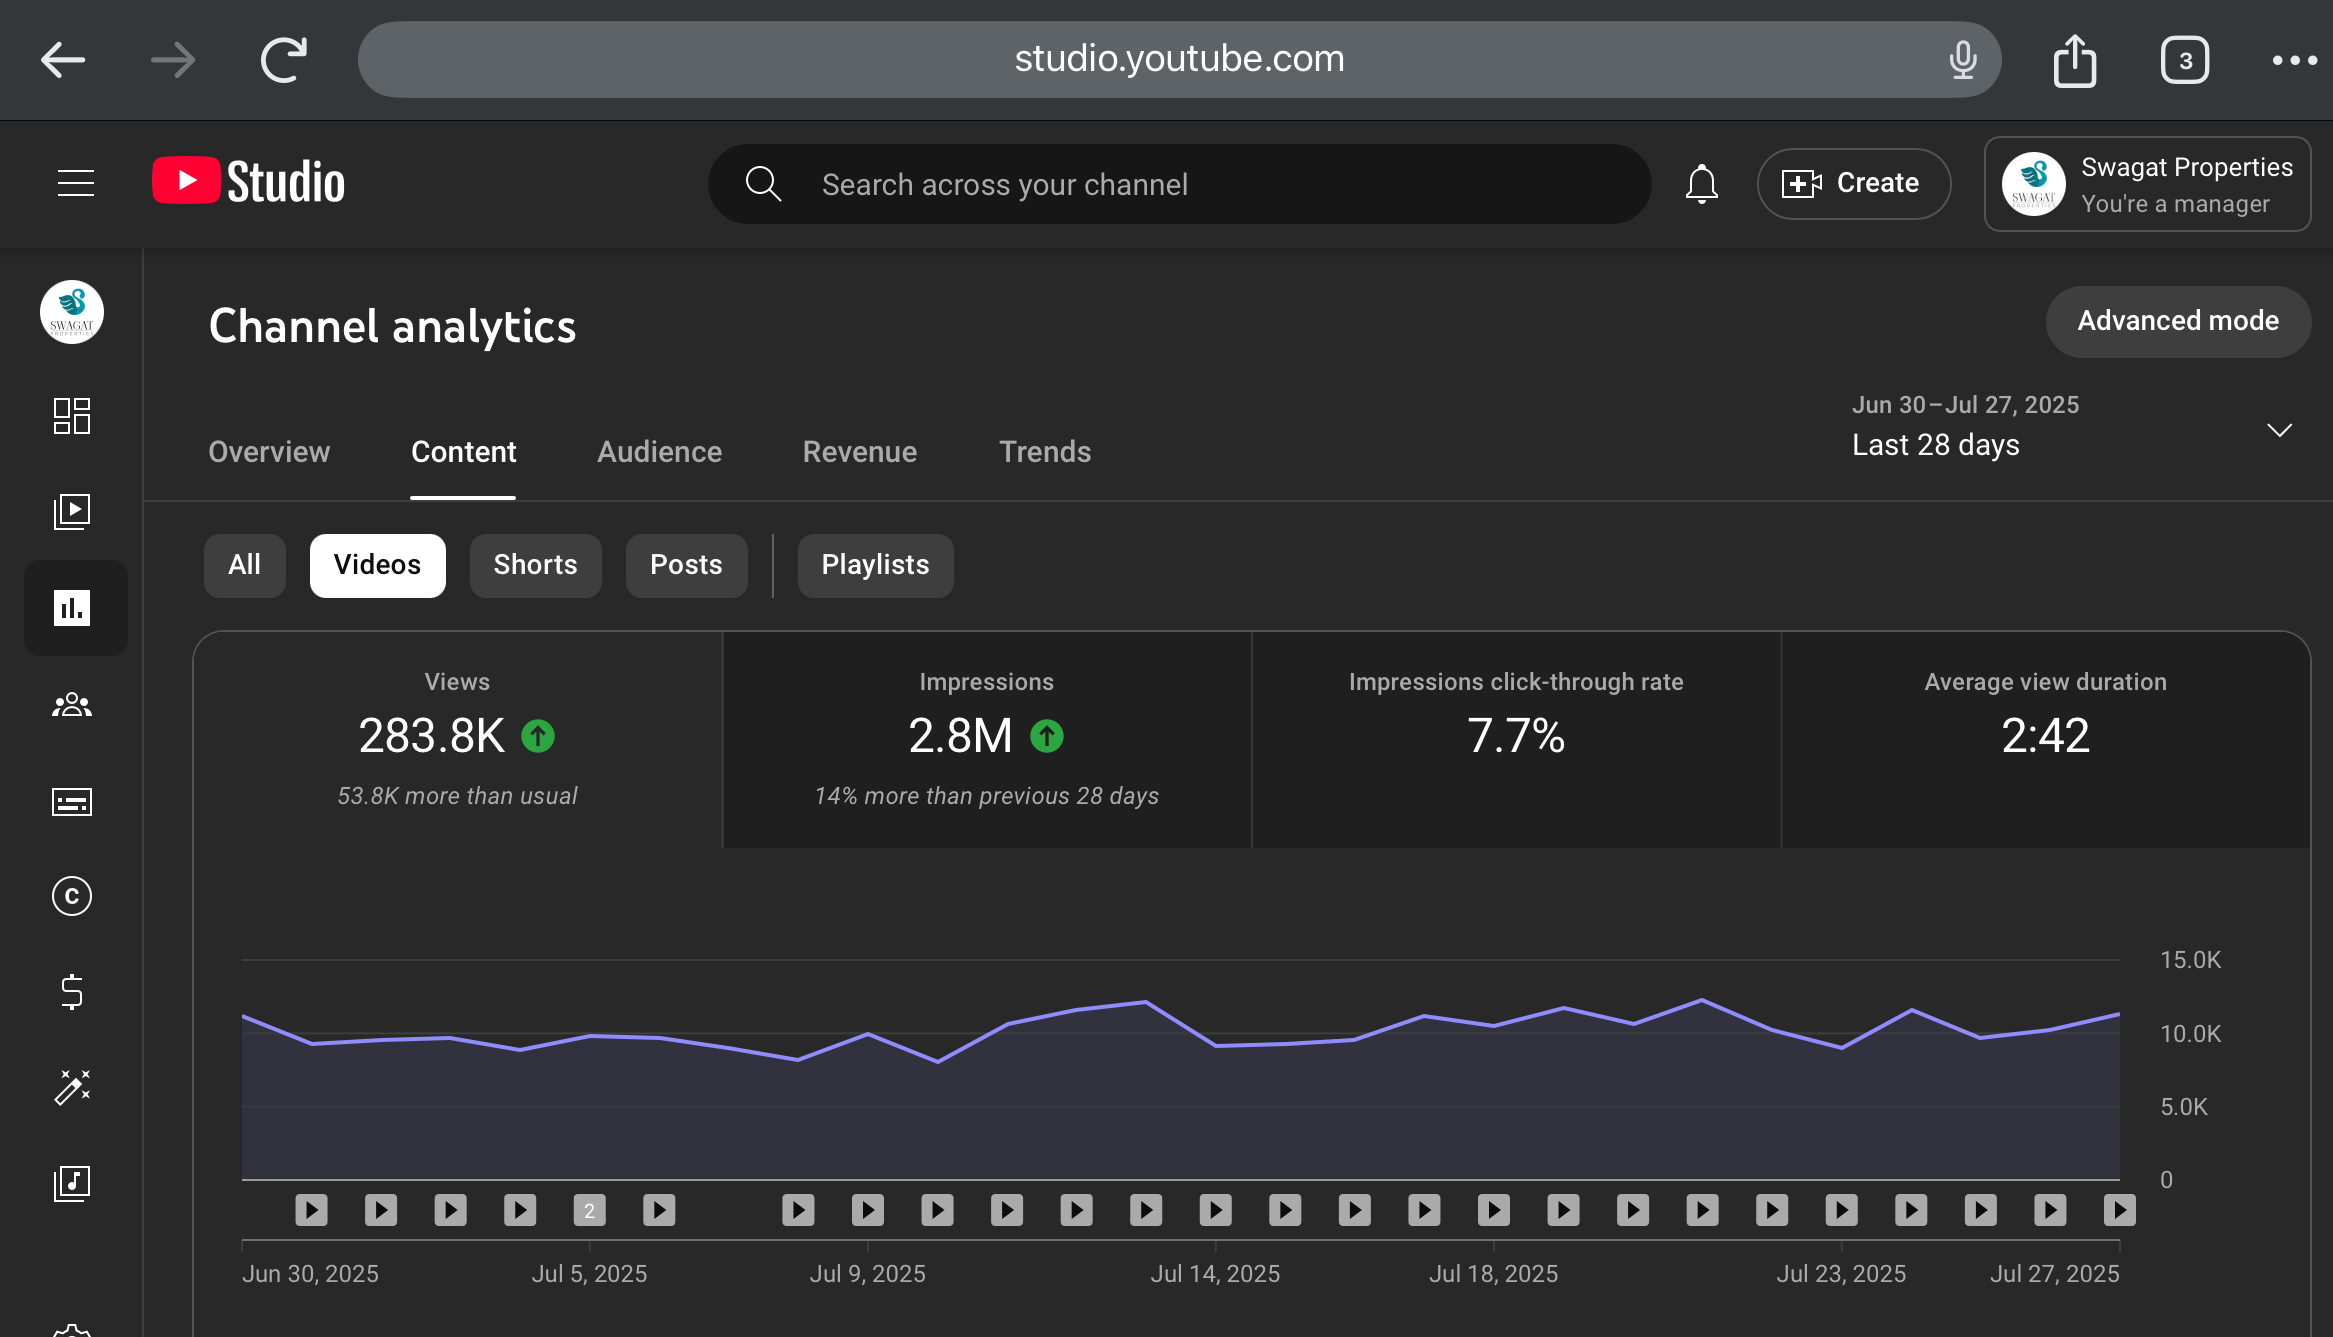 studio.youtube.com
3
Studio
Search across your channel
Create
Swagat Properties
You're a manager
SWAGAT
SWAGAT
PROPERTIES
Channel analytics
Advanced mode
Overview
Content
Audience
Revenue
Trends
Jun 30–Jul 27, 2025
Last 28 days
All
Videos
Shorts
Posts
Playlists
Views
283.8K
53.8K more than usual
Impressions
2.8M
14% more than previous 28 days
Impressions click-through rate
7.7%
Average view duration
2:42
15.0K
10.0K
5.0K
0
2
Jun 30, 2025
Jul 5, 2025
Jul 9, 2025
Jul 14, 2025
Jul 18, 2025
Jul 23, 2025
Jul 27, 2025